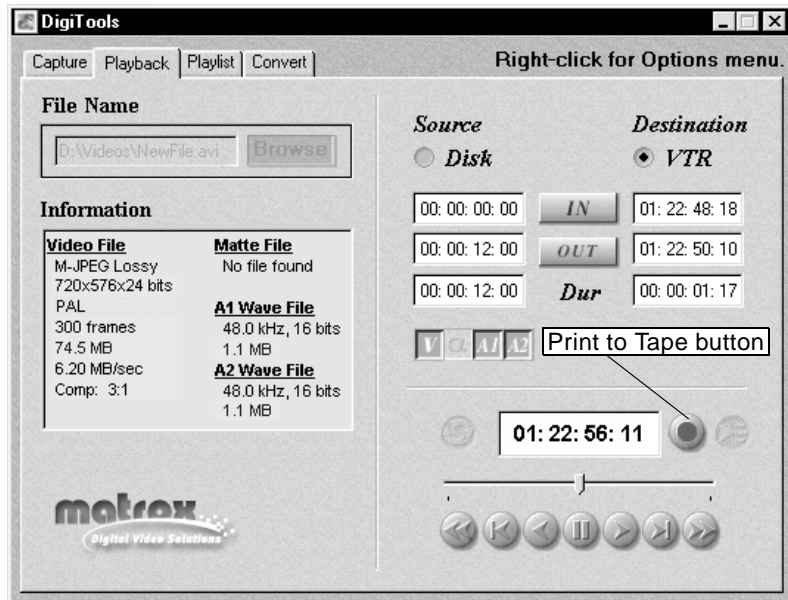 DigiTools
Capture Playback Playlist Convert
Right-click for Options menu.
File Name
D:\Videos\NewFile.avi Browse
Information
Video File
M-JPEG Lossy
720x576x24 bits
PAL
300 frames
74.5 MB
6.20 MB/sec
Comp: 3:1
Matte File
No file found
A1 Wave File
48.0 kHz, 16 bits
1.1 MB
A2 Wave File
48.0 kHz, 16 bits
1.1 MB
matrox
Digital Video Solutions
Source Destination
Disk VTR
00: 00: 00: 00 IN 01: 22: 48: 18
00: 00: 12: 00 OUT 01: 22: 50: 10
00: 00: 12: 00 Dur 00: 00: 01: 17
V α A1 A2
Print to Tape button
01: 22: 56: 11